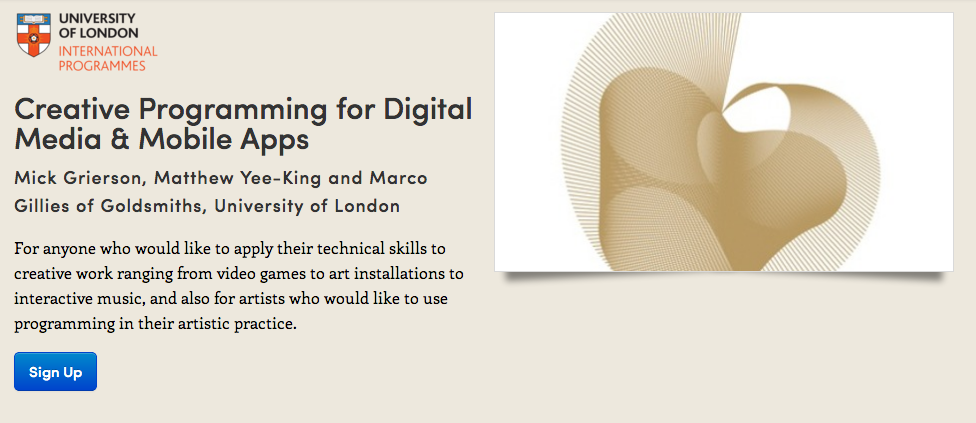 UNIVERSITY
OF LONDON
INTERNATIONAL
PROGRAMMES
Creative Programming for Digital
Media & Mobile Apps
Mick Grierson, Matthew Yee-King and Marco
Gillies of Goldsmiths, University of London
For anyone who would like to apply their technical skills to
creative work ranging from video games to art installations to
interactive music, and also for artists who would like to use
programming in their artistic practice.
Sign Up